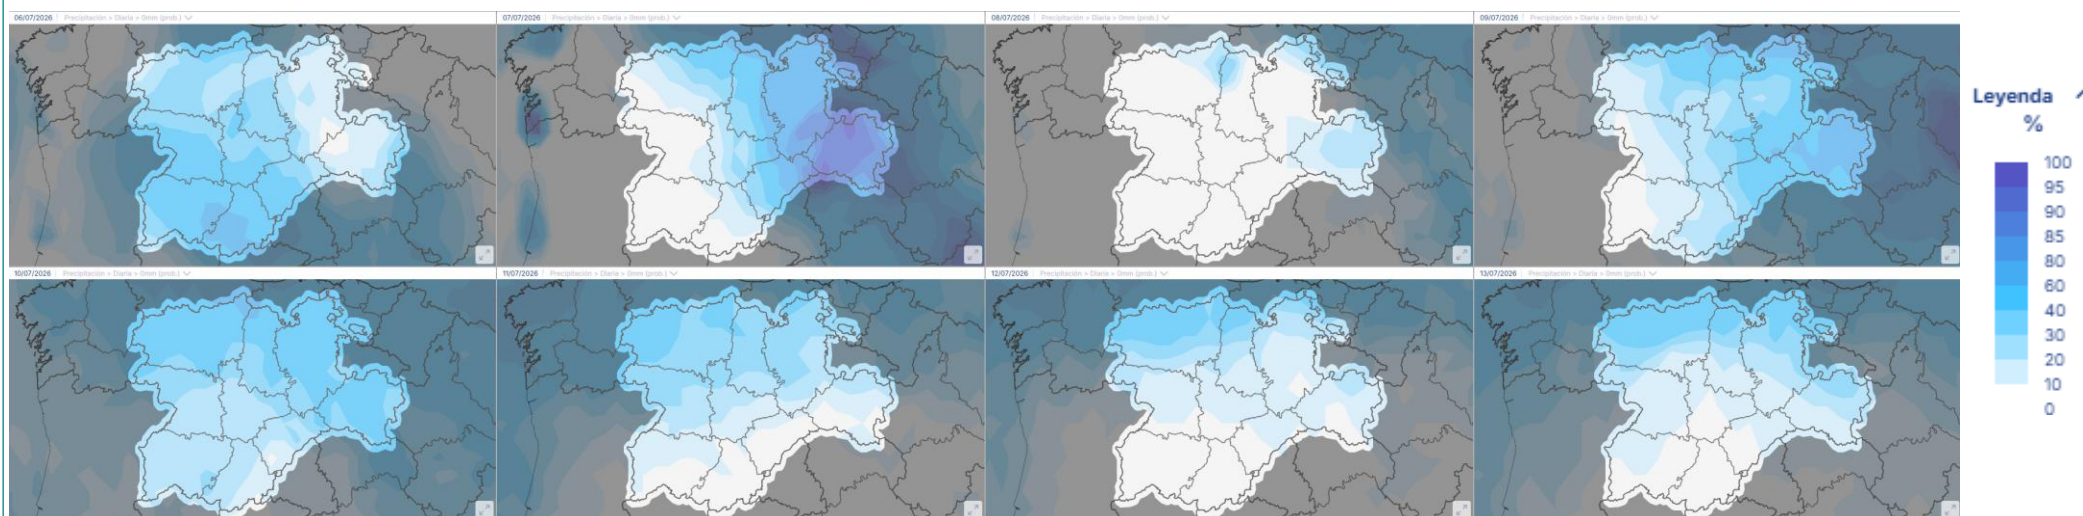 06/07/2026 | Precipitación > Diaria > 0mm (prob.)
07/07/2026 | Precipitación > Diaria > 0mm (prob.)
08/07/2026 | Precipitación > Diaria > 0mm (prob.)
09/07/2026 | Precipitación > Diaria > 0mm (prob.)
10/07/2026 | Precipitación > Diaria > 0mm (prob.)
11/07/2026 | Precipitación > Diaria > 0mm (prob.)
12/07/2026 | Precipitación > Diaria > 0mm (prob.)
13/07/2026 | Precipitación > Diaria > 0mm (prob.)
Leyenda
%
100
95
90
85
80
60
40
30
20
10
0